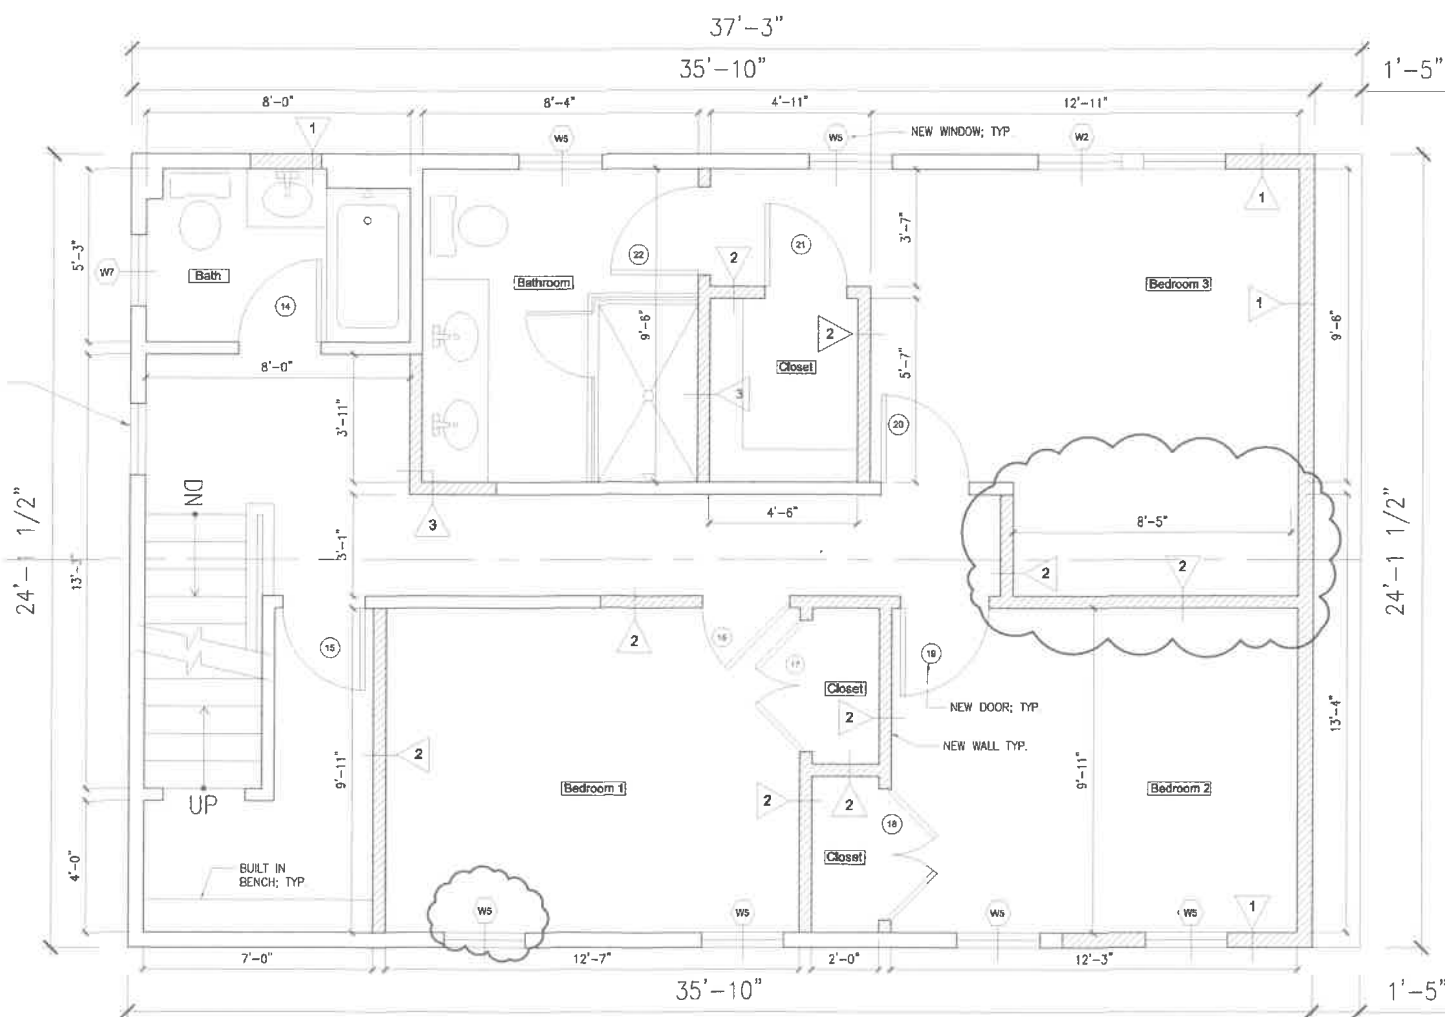 37'-3"
35'-10"
1'-5"
8'-0"
8'-4"
4'-11"
12'-11"
1
W5
W5
NEW WINDOW; TYP
W2
1
5'-3"
W7
Bath
14
Bathroom
22
2
21
3'-7"
Bedroom 3
1
9'-6"
2
Closet
5'-7"
9'-6"
8'-0"
3'-11"
3
20
24'-1 1/2"
DN
3
4'-6"
8'-5"
24'-1 1/2"
3'-1"
13'-3"
2
2
15
2
16
17
19
Closet
2
NEW DOOR; TYP
13'-4"
2
NEW WALL TYP.
9'-11"
Bedroom 1
2
2
9'-11"
Bedroom 2
UP
18
4'-0"
BUILT IN
BENCH; TYP
Closet
W5
W5
W5
W5
1
7'-0"
12'-7"
2'-0"
12'-3"
35'-10"
1'-5"